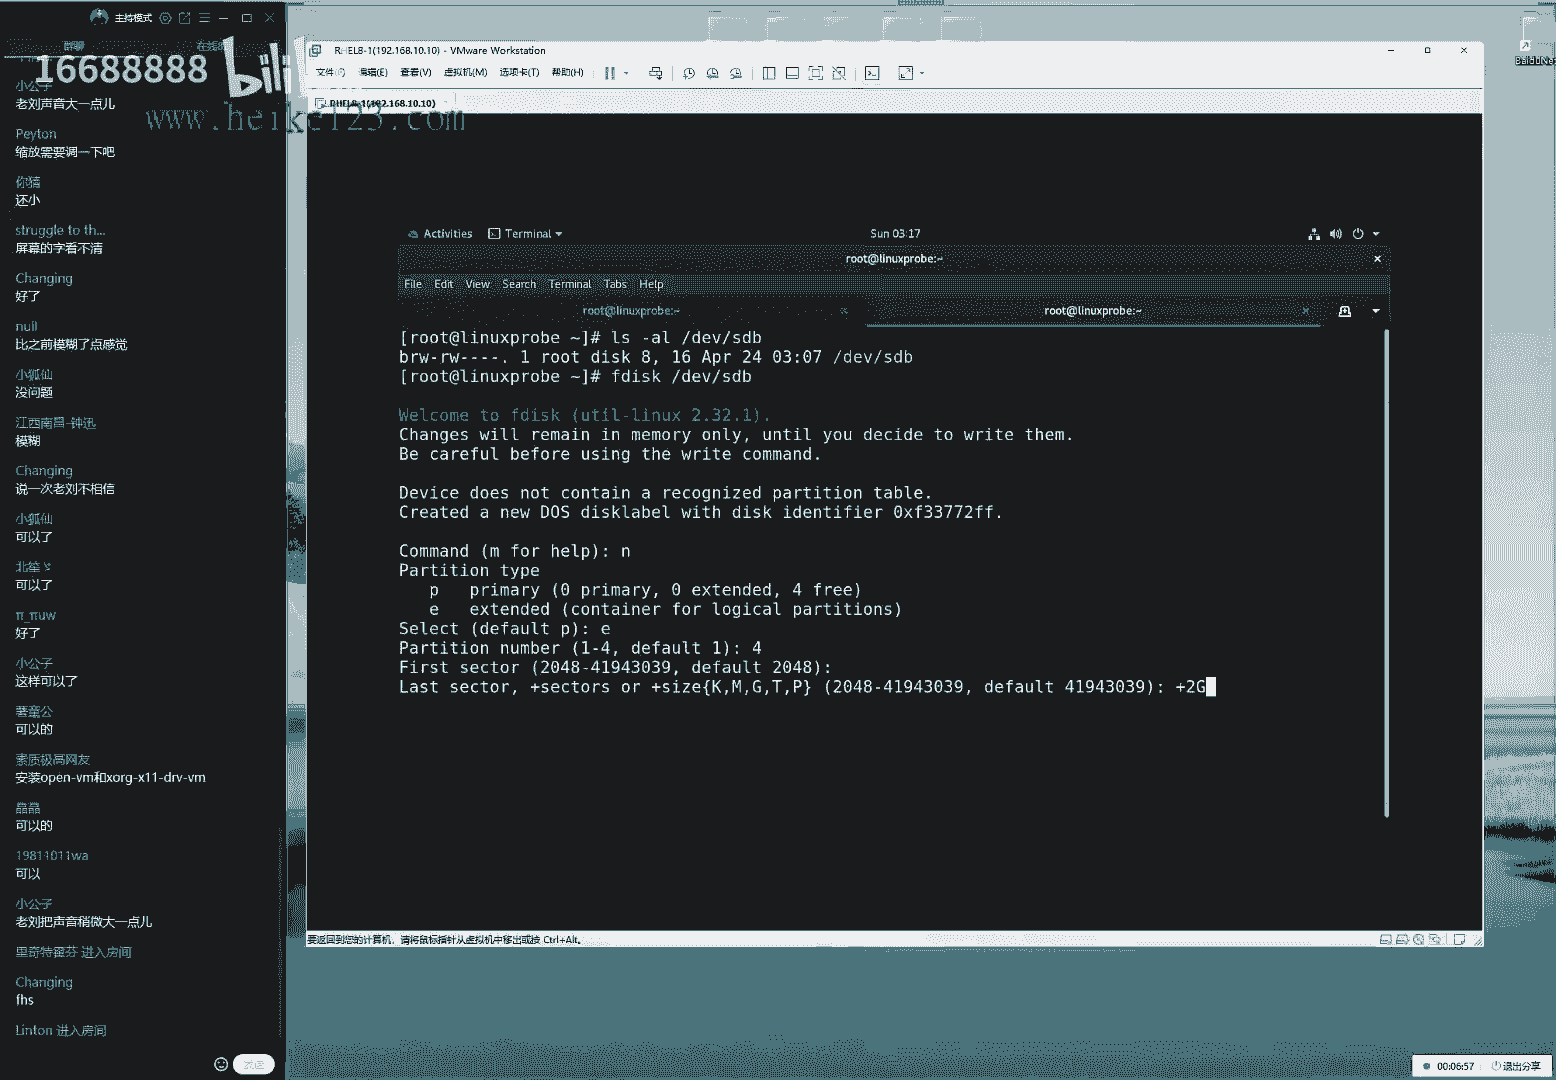 主持模式
群聊
16688888
bili
www.heike123.com
小公子
老刘声音大一点儿
Peyton
缩放需要调一下吧
你猜
还小
struggle to th...
屏幕的字看不清
Changing
好了
null
比之前模糊了点感觉
小狐仙
没问题
江西南昌-钟迅
模糊
Changing
说一次老刘不相信
小狐仙
可以了
可以了
π_πuw
好了
小公子
这样可以了
著童公
可以的
素质极高网友
安装open-vm和xorg-x11-drv-vm
可以的
19811011wa
可以
小公子
老刘把声音稍微大一点儿
里奇特霍芬 进入房间
Changing
fhs
Linton 进入房间
发送
RHEL8-1(192.168.10.10) - VMware Workstation
文件(F) 编辑(E) 查看(V) 虚拟机(M) 选项卡(T) 帮助(H)
RHEL8-1(192.168.10.10)
Activities Terminal Sun 03:17
root@linuxprobe:~
File Edit View Search Terminal Tabs Help
root@linuxprobe:~ root@linuxprobe:~
[root@linuxprobe ~]# ls -al /dev/sdb
brw-rw----. 1 root disk 8, 16 Apr 24 03:07 /dev/sdb
[root@linuxprobe ~]# fdisk /dev/sdb
Welcome to fdisk (util-linux 2.32.1).
Changes will remain in memory only, until you decide to write them.
Be careful before using the write command.
Device does not contain a recognized partition table.
Created a new DOS disklabel with disk identifier 0xf33772ff.
Command (m for help): n
Partition type
p primary (0 primary, 0 extended, 4 free)
e extended (container for logical partitions)
Select (default p): e
Partition number (1-4, default 1): 4
First sector (2048-41943039, default 2048):
Last sector, +sectors or +size{K,M,G,T,P} (2048-41943039, default 41943039): +2G
要返回到您的计算机，请将鼠标指针从虚拟机中移出或按 Ctrl+Alt。
BaiduNe
00:06:57 退出分享